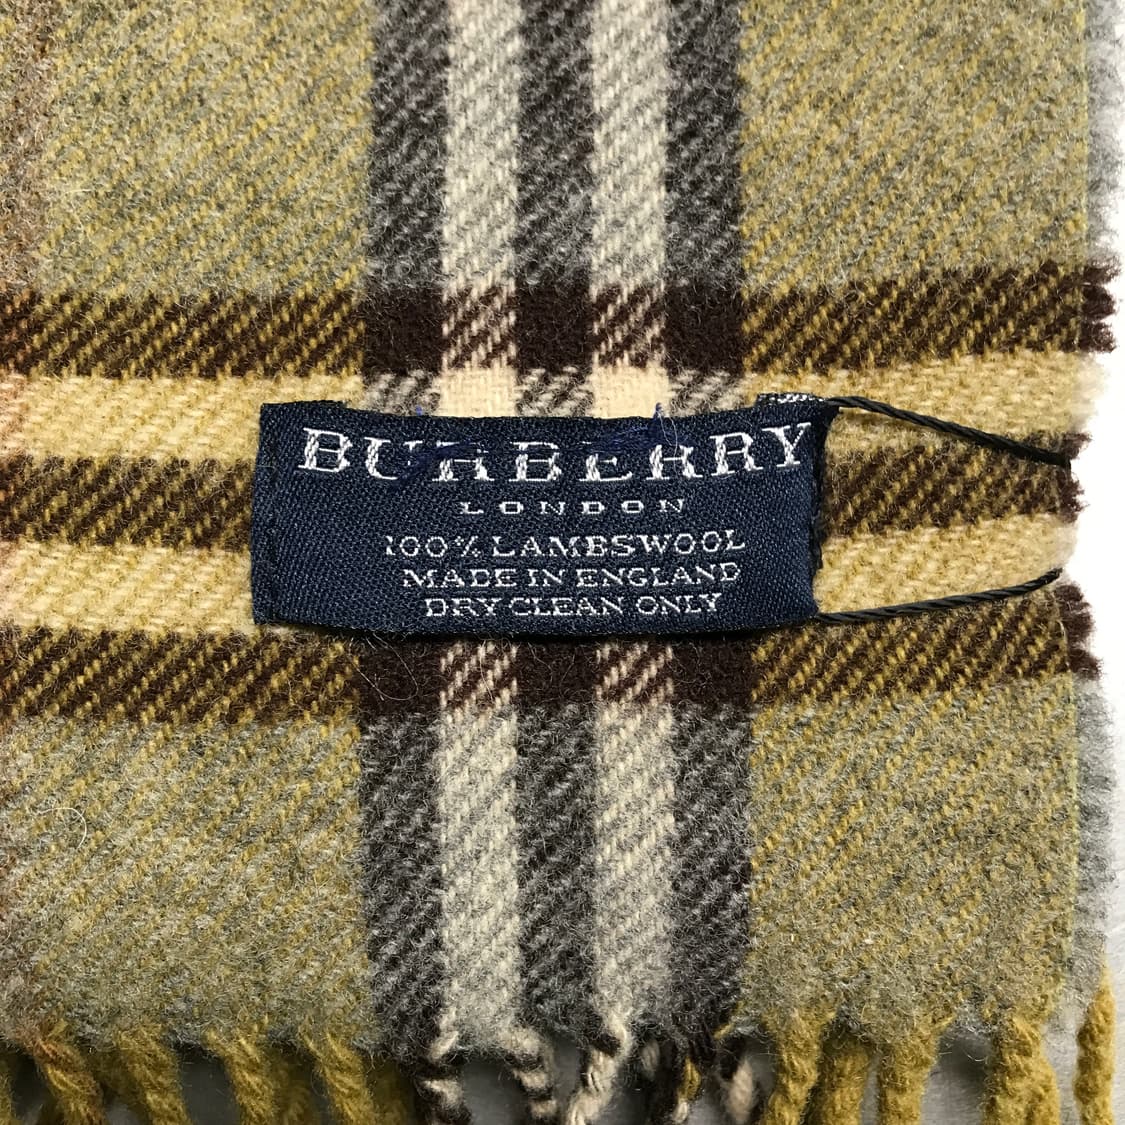 BURBERRY
LONDON
100% LAMBSWOOL
MADE IN ENGLAND
DRY CLEAN ONLY